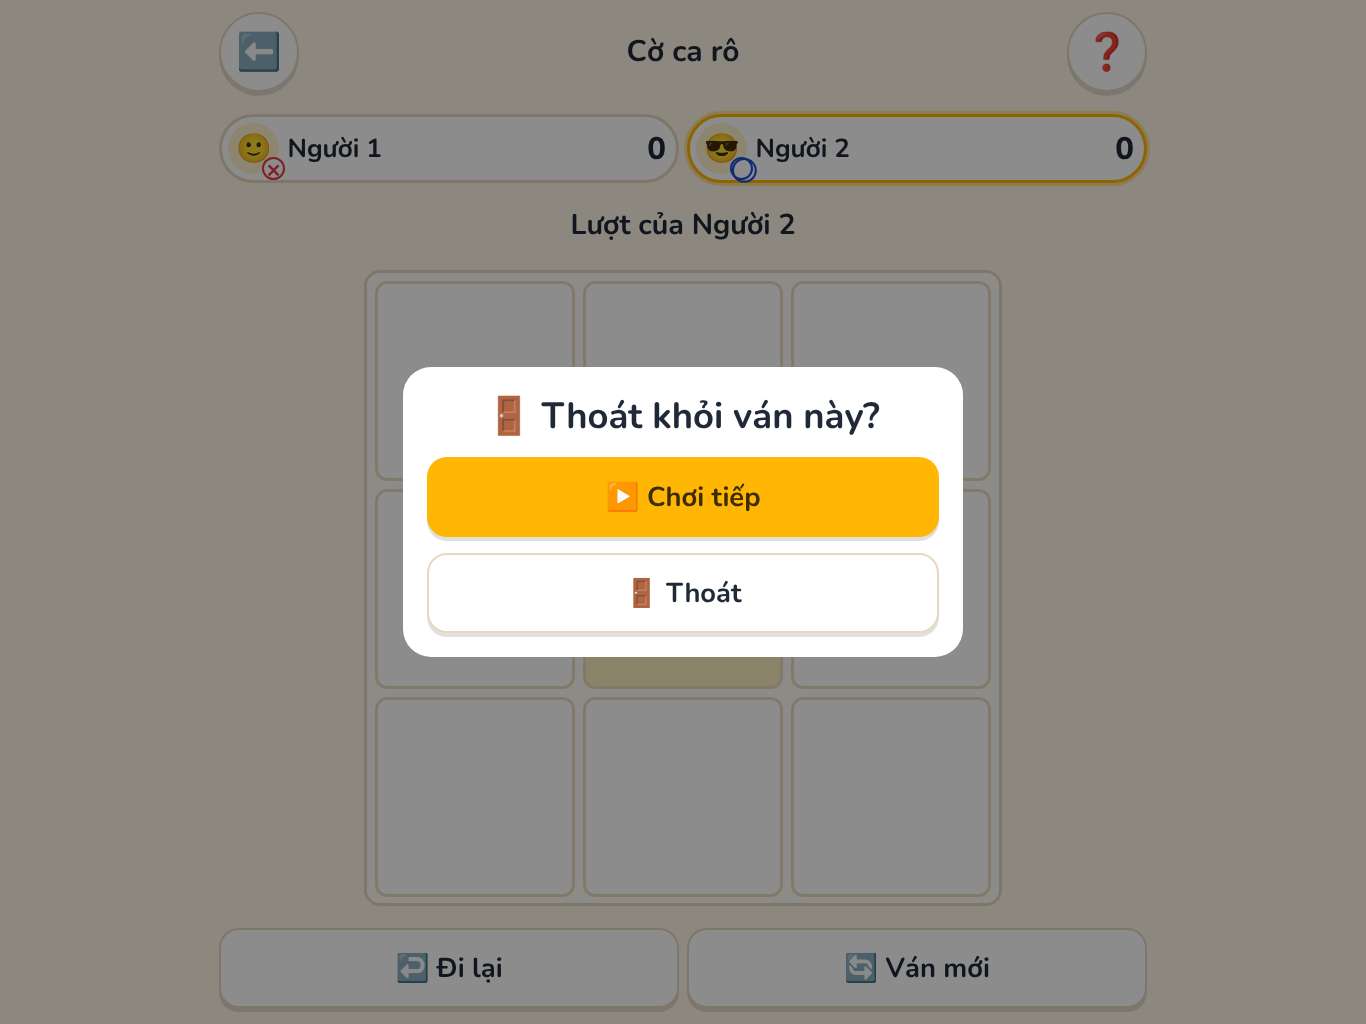 Cờ ca rô
Người 1 0
Người 2 0
Lượt của Người 2
Thoát khỏi ván này?
Chơi tiếp
Thoát
Đi lại
Ván mới